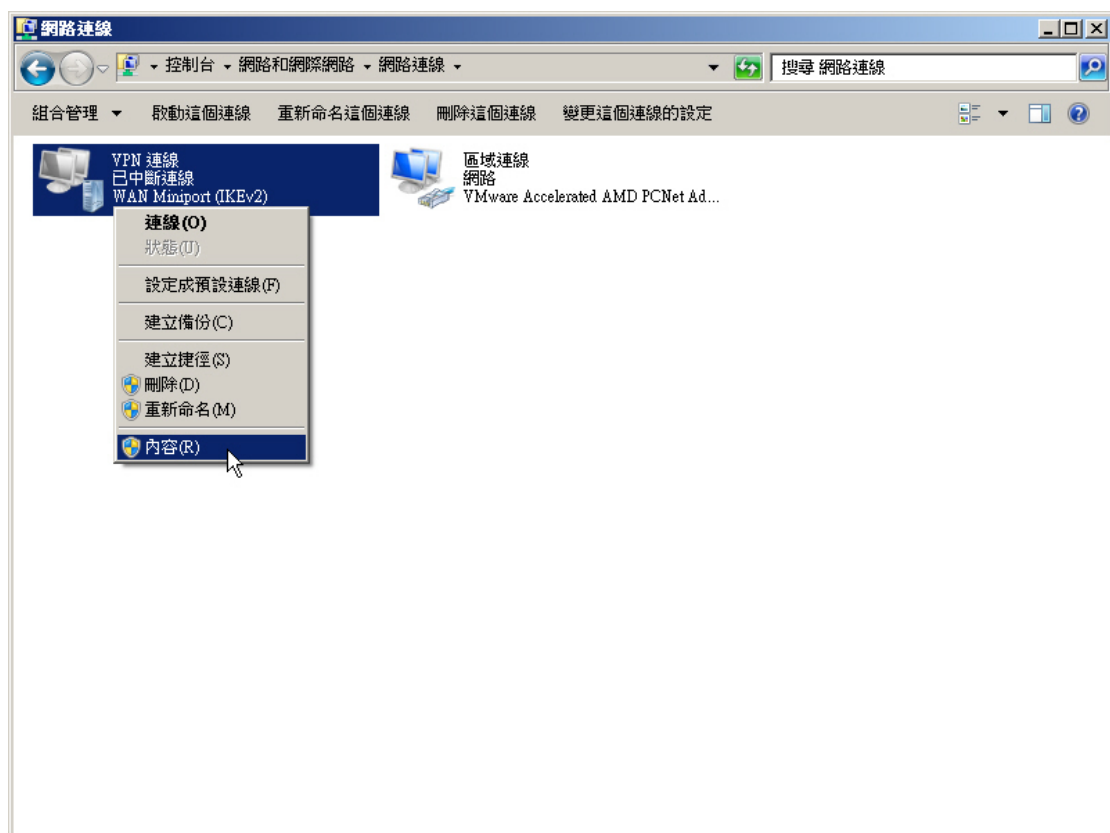 網路連線
控制台 網路和網際網路 網路連線
搜尋 網路連線
組合管理 啟動這個連線 重新命名這個連線 刪除這個連線 變更這個連線的設定
VPN 連線
已中斷連線
WAN Miniport (IKEv2)
區域連線
網路
VMware Accelerated AMD PCNet Ad...
連線(O)
狀態(U)
設定成預設連線(F)
建立備份(C)
建立捷徑(S)
刪除(D)
重新命名(M)
內容(R)